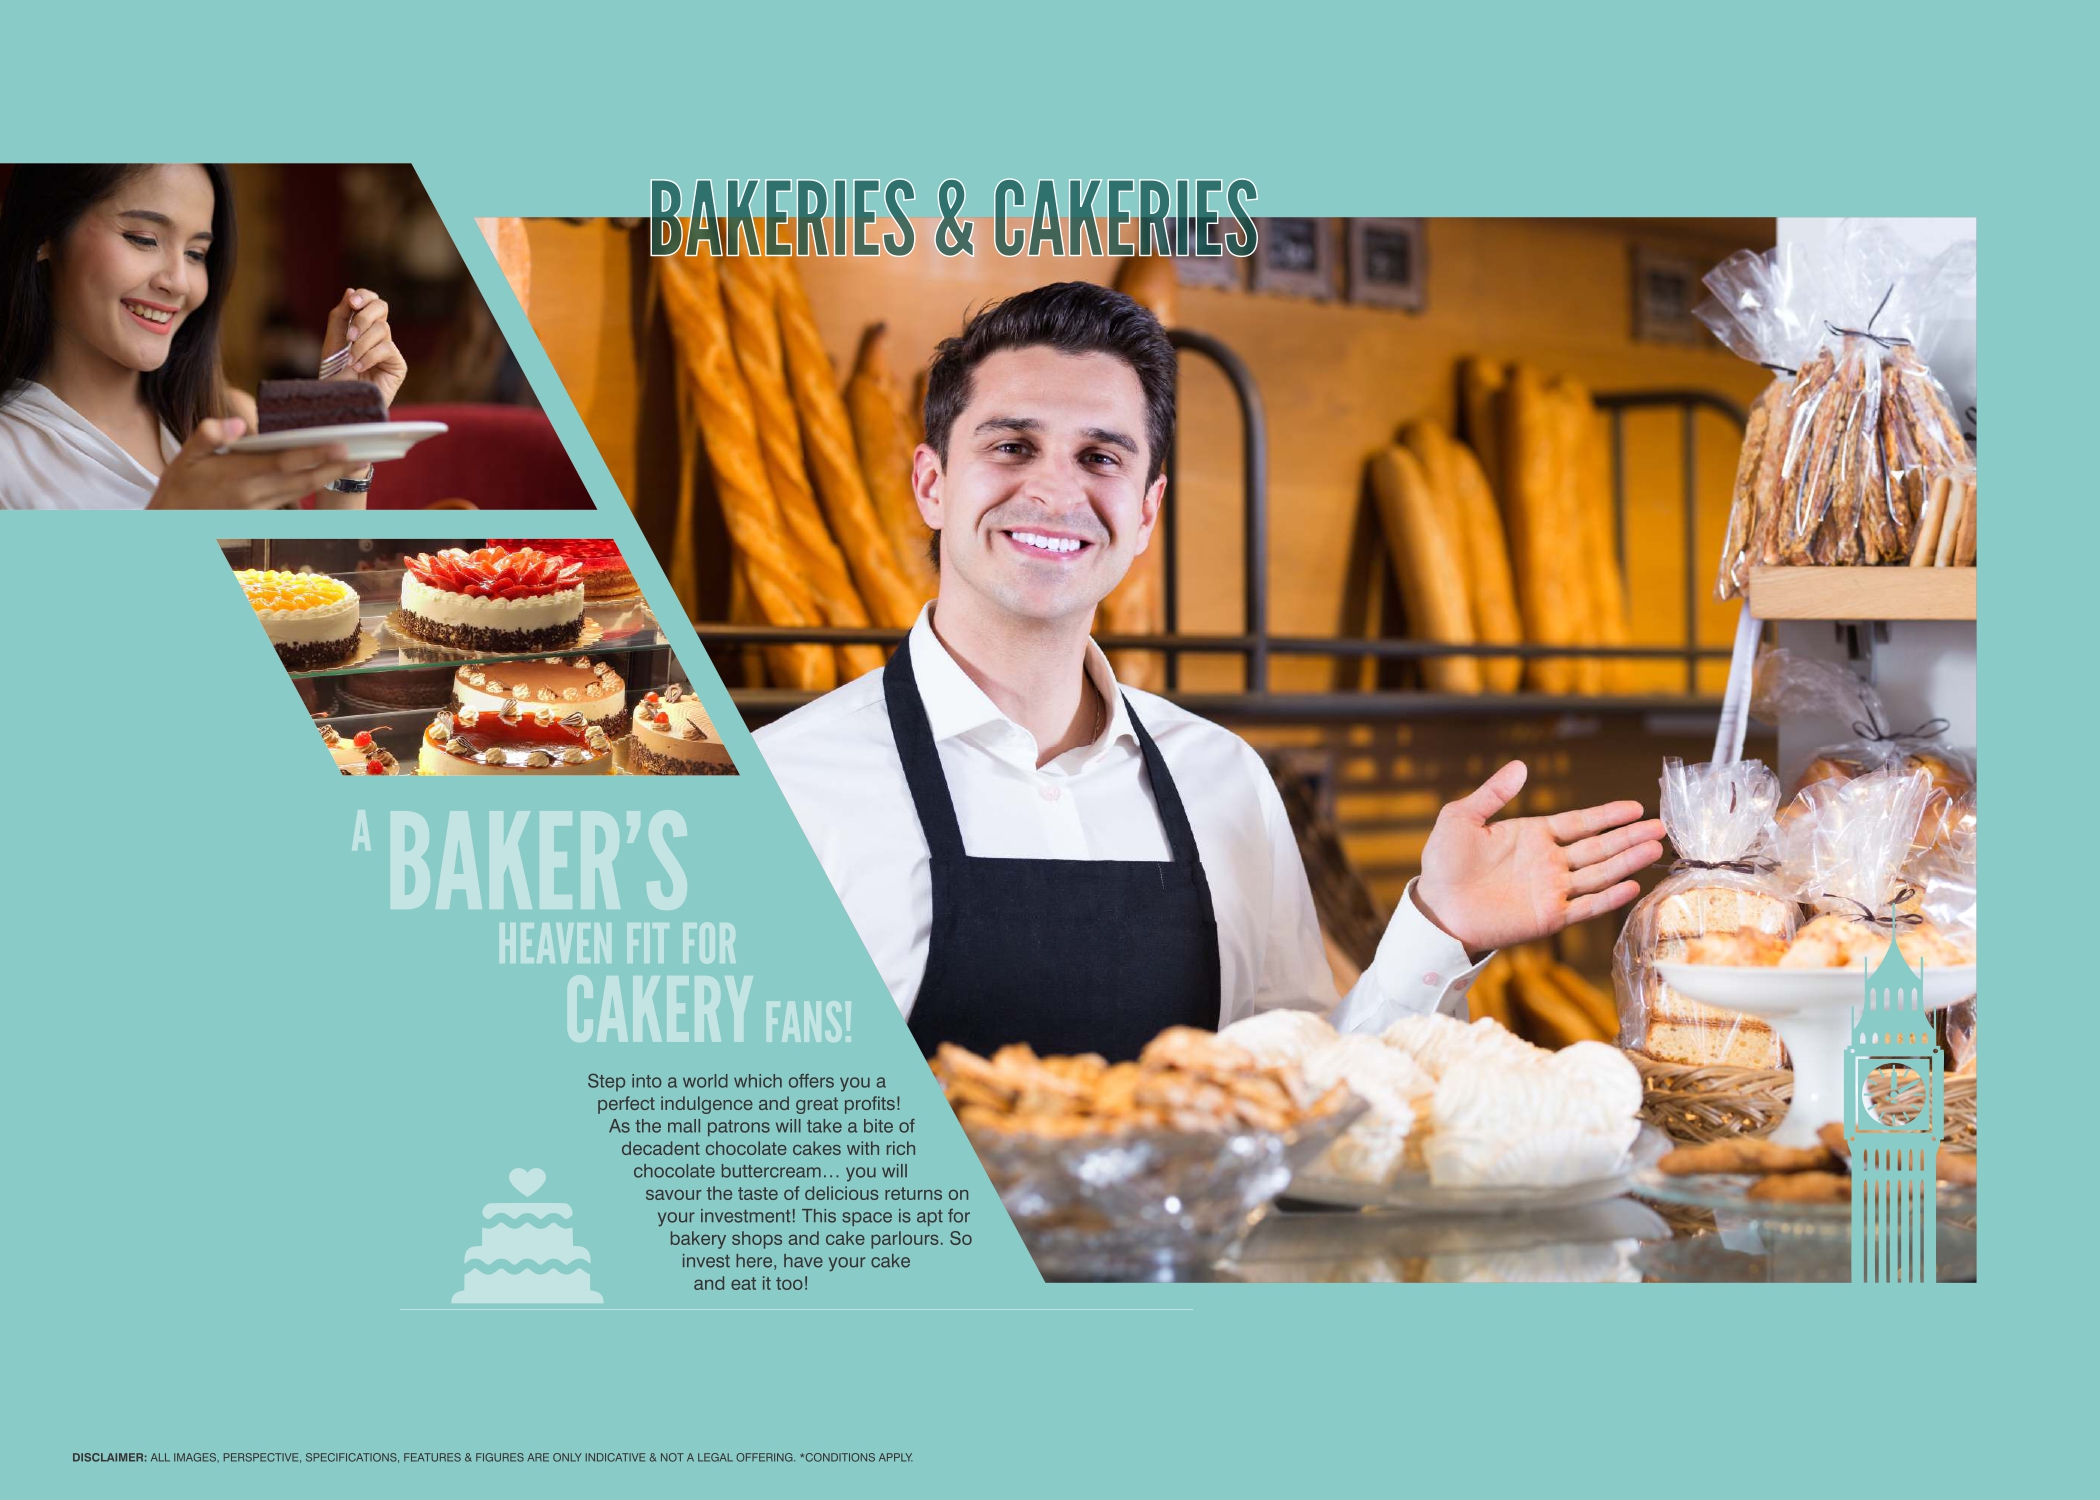 BAKERIES & CAKERIES
A BAKER'S
HEAVEN FIT FOR
CAKERY FANS!
Step into a world which offers you a
perfect indulgence and great profits!
As the mall patrons will take a bite of
decadent chocolate cakes with rich
chocolate buttercream… you will
savour the taste of delicious returns on
your investment! This space is apt for
bakery shops and cake parlours. So
invest here, have your cake
and eat it too!
DISCLAIMER: ALL IMAGES, PERSPECTIVE, SPECIFICATIONS, FEATURES & FIGURES ARE ONLY INDICATIVE & NOT A LEGAL OFFERING. *CONDITIONS APPLY.